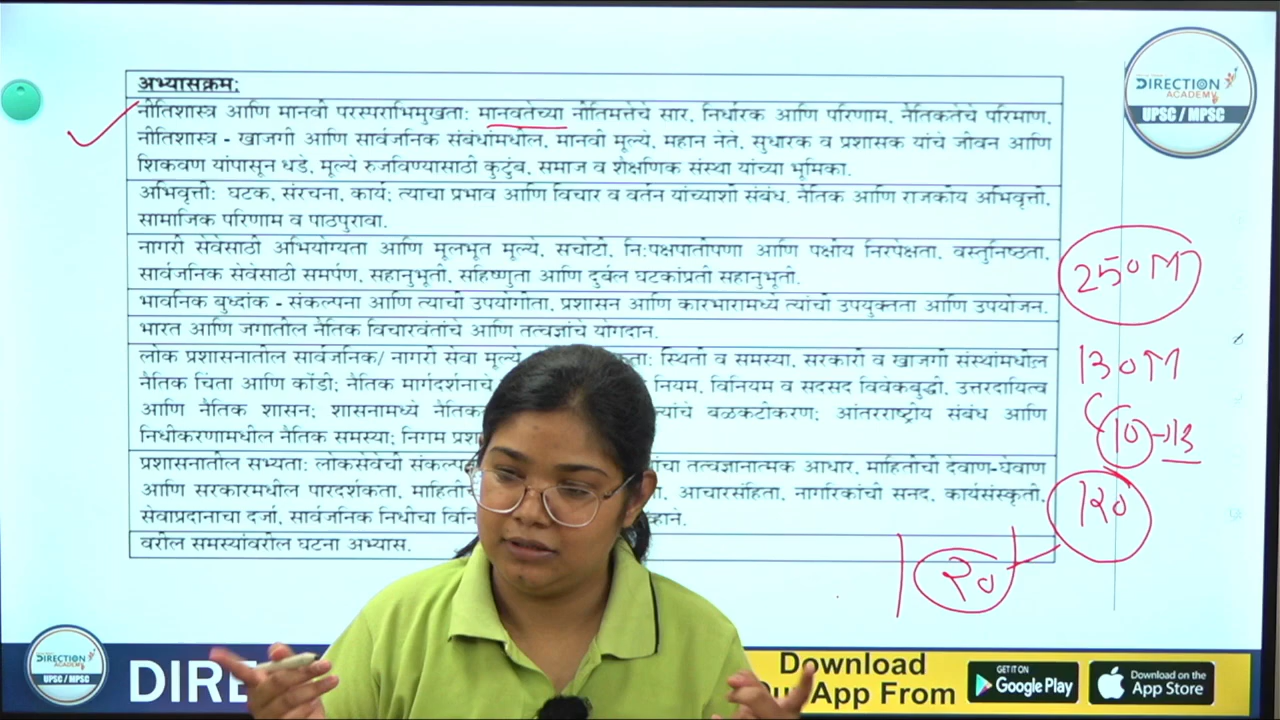 अभ्यासक्रम:
नीतिशास्त्र आणि मानवी परस्पराभिमुखता: मानवतेच्या नीतिमत्तेचे सार, निर्धारक आणि परिणाम, नैतिकतेचे परिमाण,
नीतिशास्त्र - खाजगी आणि सार्वजनिक संबंधांमधील, मानवी मूल्ये, महान नेते, सुधारक व प्रशासक यांचे जीवन आणि
शिकवण यांपासून धडे, मूल्ये रुजविण्यासाठी कुटुंब, समाज व शैक्षणिक संस्था यांच्या भूमिका.
अभिवृत्ती: घटक, संरचना, कार्य; त्याचा प्रभाव आणि विचार व वर्तन यांच्याशी संबंध, नैतिक आणि राजकीय अभिवृत्ती,
सामाजिक परिणाम व पाठपुरावा.
नागरी सेवेसाठी अभियोग्यता आणि मूलभूत मूल्ये, सचोटी, नि:पक्षपातीपणा आणि पक्षीय निरपेक्षता, वस्तुनिष्ठता,
सार्वजनिक सेवेसाठी समर्पण, सहानुभूती, सहिष्णुता आणि दुर्बल घटकांप्रती सहानुभूती.
भावनिक बुध्दांक - संकल्पना आणि त्याची उपयोगीता, प्रशासन आणि कारभारामध्ये त्यांची उपयुक्तता आणि उपयोजन.
भारत आणि जगातील नैतिक विचारवंतांचे आणि तत्वज्ञांचे योगदान.
लोक प्रशासनातील सार्वजनिक/ नागरी सेवा मूल्ये ता: स्थिती व समस्या, सरकारी व खाजगी संस्थांमधील
नैतिक चिंता आणि कोंडी; नैतिक मार्गदर्शनाचे नियम, विनियम व सदसद विवेकबुद्धी, उत्तरदायित्व
आणि नैतिक शासन; शासनामध्ये नैतिक त्यांचे बळकटीकरण; आंतरराष्ट्रीय संबंध आणि
निधीकरणामधील नैतिक समस्या; निगम प्रशा
प्रशासनातील सभ्यता: लोकसेवेची संकल्प चा तत्वज्ञानात्मक आधार, माहितीची देवाण-घेवाण
आणि सरकारमधील पारदर्शकता, माहिती ता, आचारसंहिता, नागरिकांची सनद, कार्यसंस्कृती,
सेवाप्रदानाचा दर्जा, सार्वजनिक निधीचा विनि व्हाने.
वरील समस्यांवरील घटना अभ्यास.
250M
130M
10
120
20
DIRECTION
ACADEMY
UPSC / MPSC
DIRECTION
ACADEMY
UPSC / MPSC
DIRE
Download
Our App From
GET IT ON
Google Play
Download on the
App Store